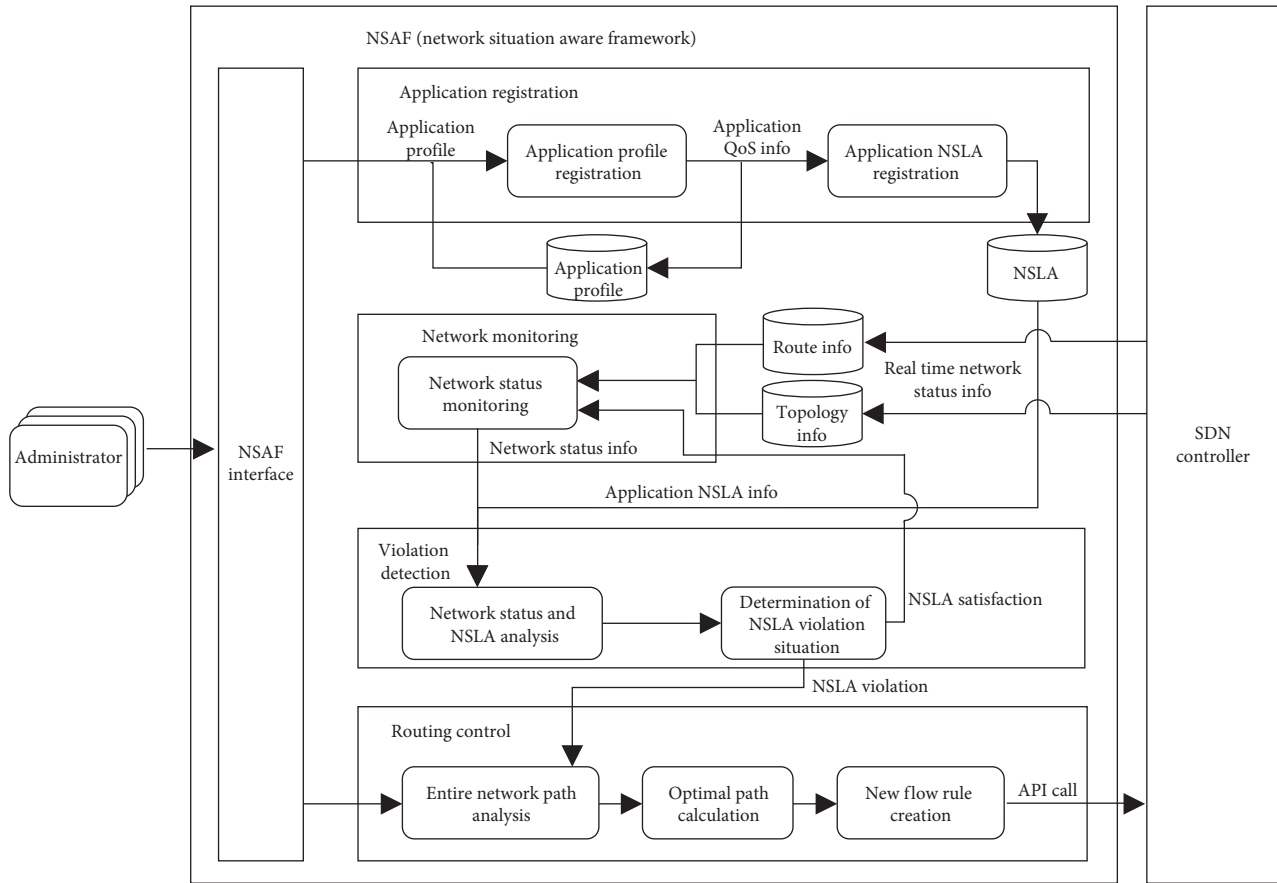 NSAF (network situation aware framework)
Application registration
Application
profile
Application profile
registration
Application
QoS info
Application NSLA
registration
Application
profile
NSLA
Network monitoring
Network status
monitoring
Route info
Topology
info
Real time network
status info
Network status info
Administrator
NSAF
interface
SDN
controller
Application NSLA info
Violation
detection
Network status and
NSLA analysis
Determination of
NSLA violation
situation
NSLA satisfaction
NSLA violation
Routing control
Entire network path
analysis
Optimal path
calculation
New flow rule
creation
API call